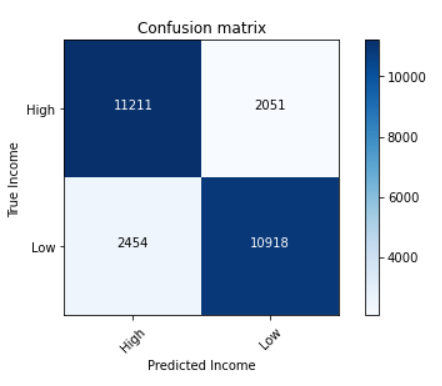 Confusion matrix
True Income
High
11211
2051
Low
2454
10918
High
Low
Predicted Income
10000
8000
6000
4000